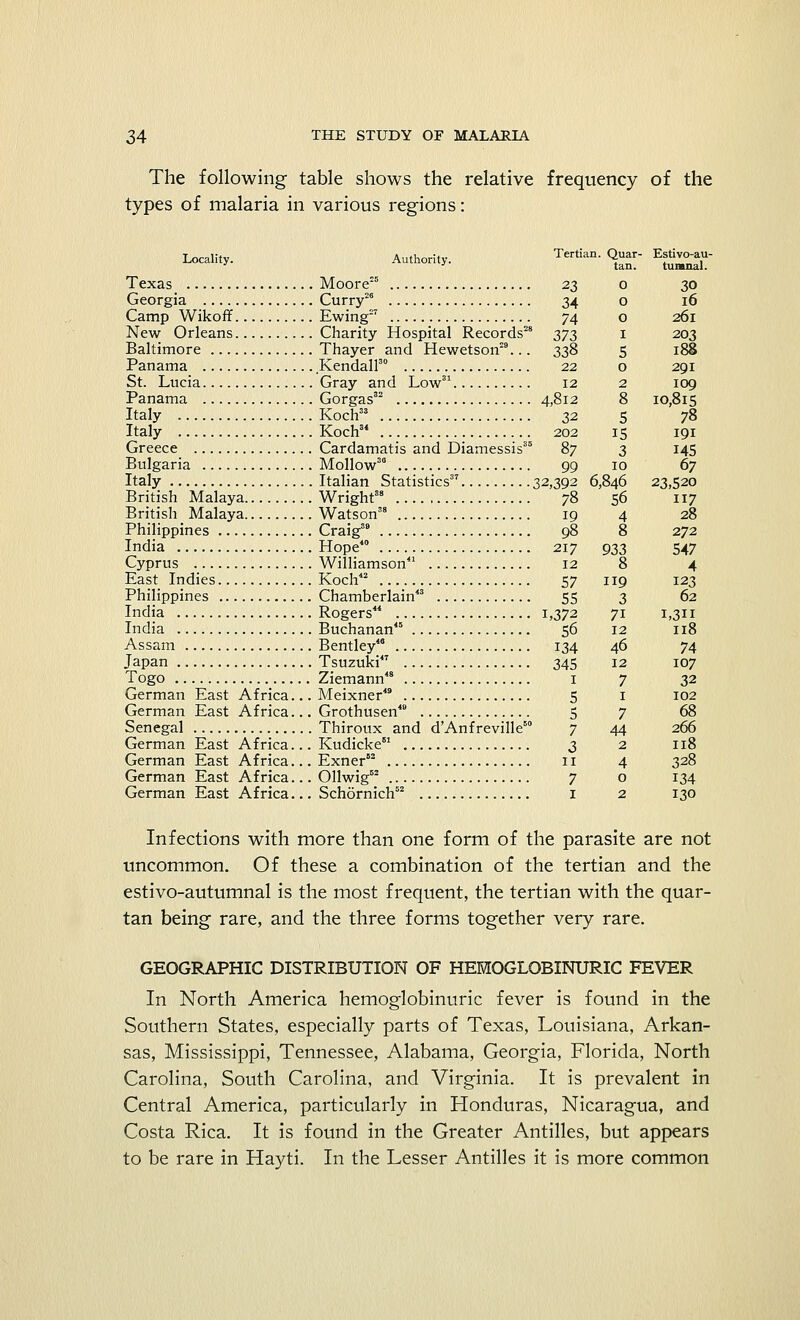 34 THE STUDY OF MALARIA
The following table shows the relative frequency of the
types of malaria in various regions:
Locality. Authority. Tertian. Quar- Estivo-au-
tan. tumnal.
Texas ................ Moore²⁵ ................ 23 0 30
Georgia .............. Curry²⁶ ................ 34 0 16
Camp Wikoff........... Ewing²⁷ ................ 74 0 261
New Orleans........... Charity Hospital Records²⁸ 373 1 203
Baltimore ............ Thayer and Hewetson²⁹... 338 5 188
Panama ............... Kendall³⁰ .............. 22 0 291
St. Lucia............. Gray and Low³¹.......... 12 2 109
Panama ............... Gorgas³² ............... 4,812 8 10,815
Italy ................ Koch³³ ................. 32 5 78
Italy ................ Koch³⁴ ................. 202 15 191
Greece ............... Cardamatis and Diamessis³⁵ 87 3 145
Bulgaria ............. Mollow³⁶ ............... 99 10 67
Italy ................ Italian Statistics³⁷......... 32,392 6,846 23,520
British Malaya......... Wright³⁸ ............... 78 56 117
British Malaya......... Watson³⁸ ............... 19 4 28
Philippines ........... Craig³⁹ ................ 98 8 272
India ................ Hope⁴⁰ ................. 217 933 547
Cyprus ............... Williamson⁴¹ ........... 12 8 4
East Indies............ Koch⁴² ................. 57 119 123
Philippines ........... Chamberlain⁴³ .......... 55 3 62
India ................ Rogers⁴⁴ ............... 1,372 71 1,311
India ................ Buchanan⁴⁵ ............. 56 12 118
Assam ................ Bentley⁴⁶ .............. 134 46 74
Japan ................ Tsuzuki⁴⁷ .............. 345 12 107
Togo ................. Ziemann⁴⁸ .............. 1 7 32
German East Africa... Meixner⁴⁹ .............. 5 1 102
German East Africa... Grothusen⁴⁹ ............ 5 7 68
Senegal .............. Thiroux and d'Anfreville⁵⁰ 7 44 266
German East Africa... Kudicke⁵¹ .............. 3 2 118
German East Africa... Exner⁵² ................ 11 4 328
German East Africa... Ollwig⁵² ............... 7 0 134
German East Africa... Schörnich⁵² ............ 1 2 130
Infections with more than one form of the parasite are not
uncommon. Of these a combination of the tertian and the
estivo-autumnal is the most frequent, the tertian with the quar-
tan being rare, and the three forms together very rare.
GEOGRAPHIC DISTRIBUTION OF HEMOGLOBINURIC FEVER
In North America hemoglobinuric fever is found in the
Southern States, especially parts of Texas, Louisiana, Arkan-
sas, Mississippi, Tennessee, Alabama, Georgia, Florida, North
Carolina, South Carolina, and Virginia. It is prevalent in
Central America, particularly in Honduras, Nicaragua, and
Costa Rica. It is found in the Greater Antilles, but appears
to be rare in Hayti. In the Lesser Antilles it is more common